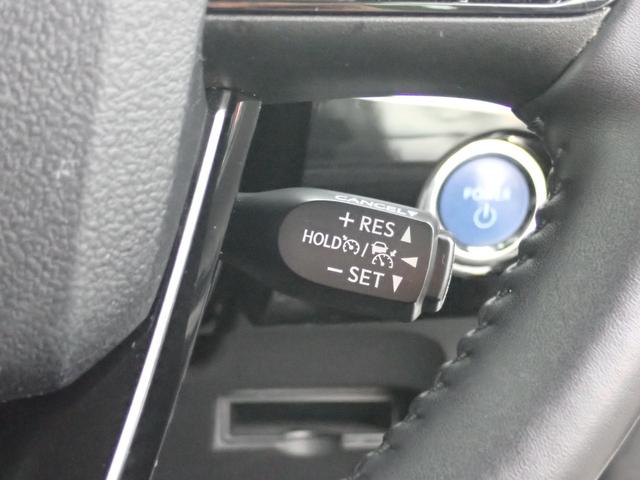 CANCEL
+ RES ▲
HOLD / ◀
− SET ▼
POWER